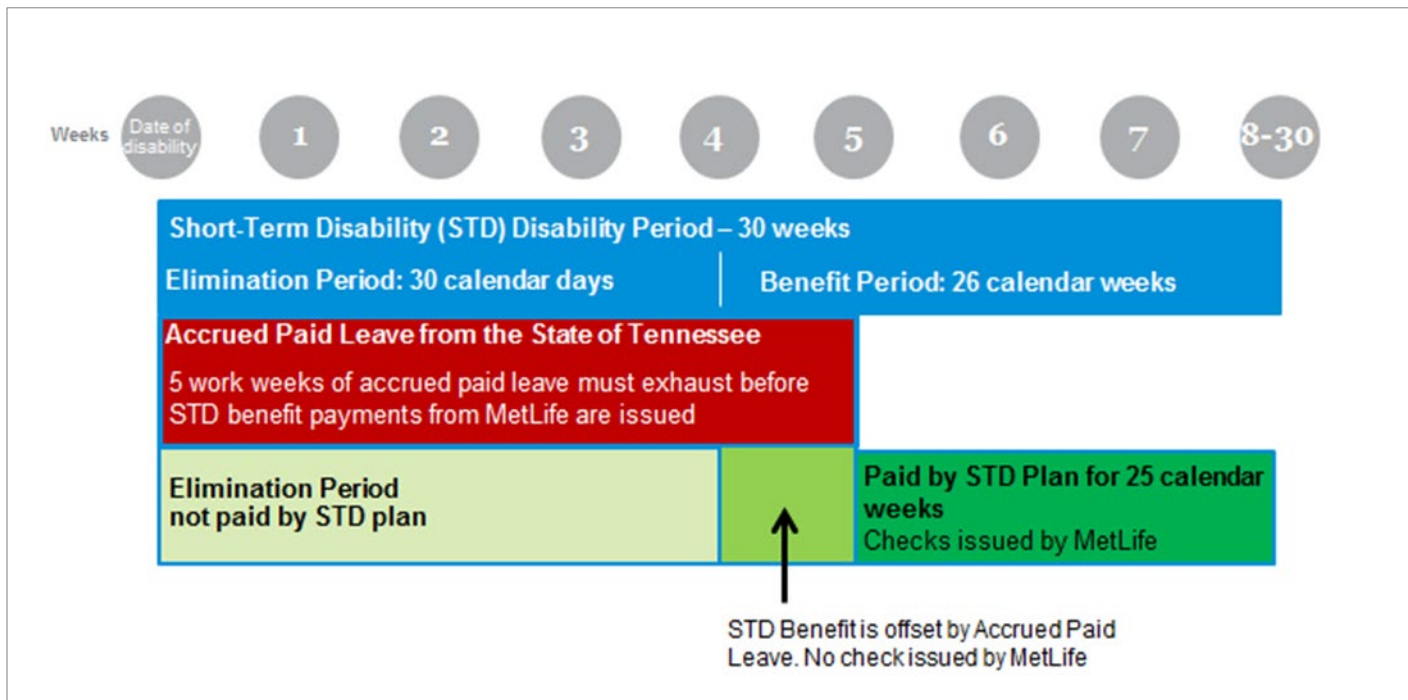 Weeks
Date of
disability
1
2
3
4
5
6
7
8-30
Short-Term Disability (STD) Disability Period – 30 weeks
Elimination Period: 30 calendar days
Benefit Period: 26 calendar weeks
Accrued Paid Leave from the State of Tennessee
5 work weeks of accrued paid leave must exhaust before
STD benefit payments from MetLife are issued
Elimination Period
not paid by STD plan
Paid by STD Plan for 25 calendar
weeks
Checks issued by MetLife
STD Benefit is offset by Accrued Paid
Leave. No check issued by MetLife